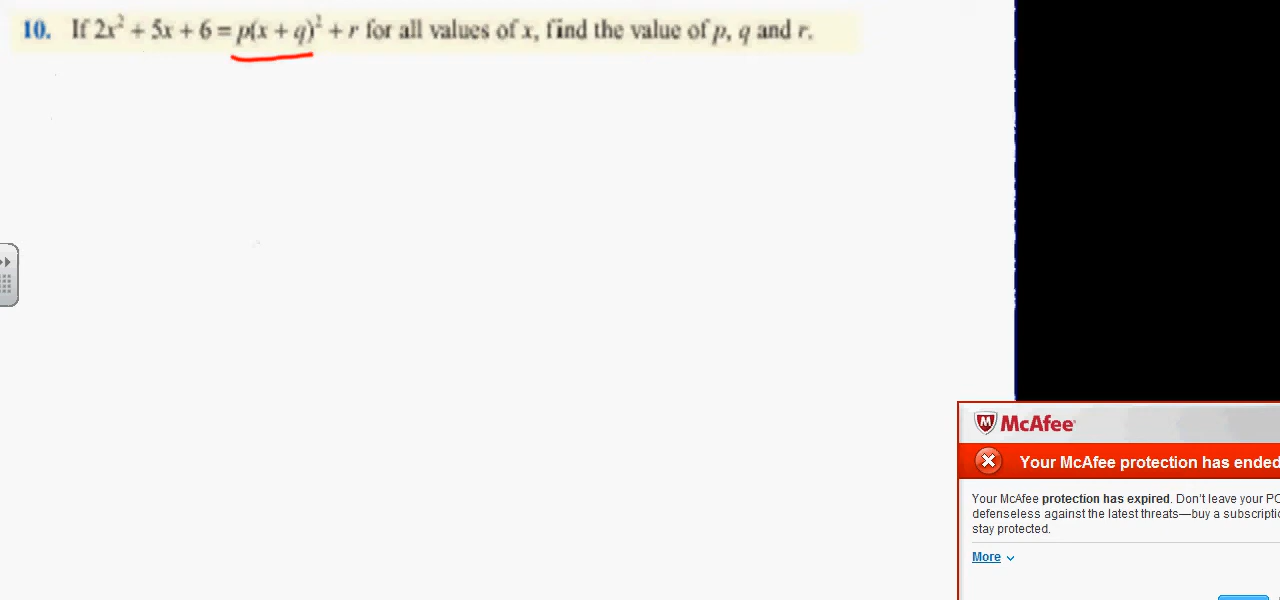 10. If 2x² + 5x + 6 = p(x + q)² + r for all values of x, find the value of p, q and r.
McAfee
Your McAfee protection has ended
Your McAfee protection has expired. Don't leave your PC
defenseless against the latest threats—buy a subscripti
stay protected.
More